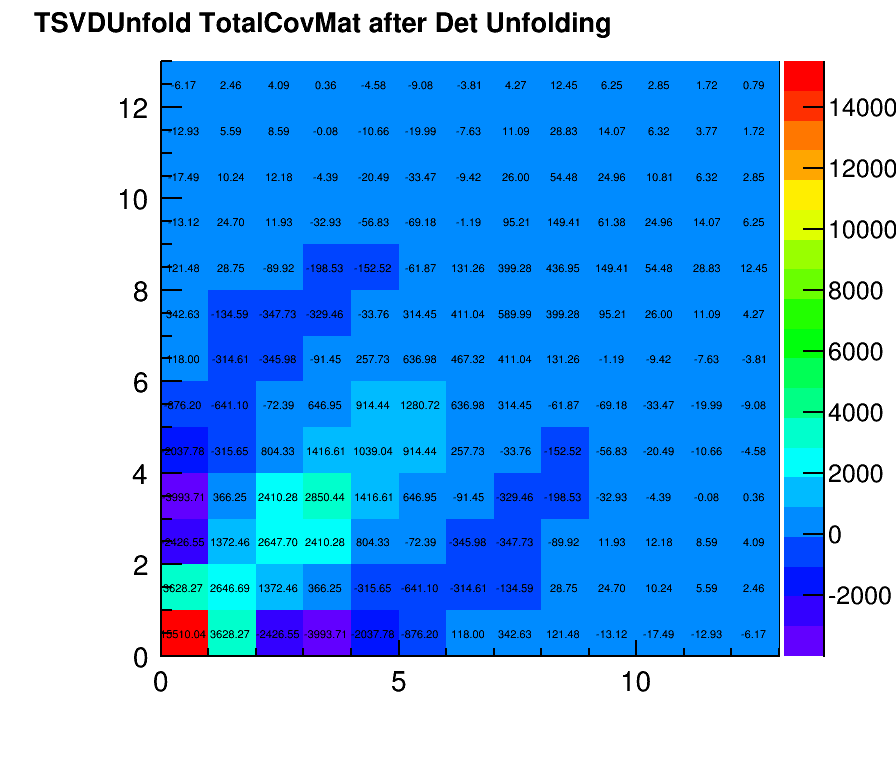 TSVDUnfold TotalCovMat after Det Unfolding
-6.17 2.46 4.09 0.36 -4.58 -9.08 -3.81 4.27 12.45 6.25 2.85 1.72 0.79
12 14000
-12.93 5.59 8.59 -0.08 -10.66 -19.99 -7.63 11.09 28.83 14.07 6.32 3.77 1.72
12000
-17.49 10.24 12.18 -4.39 -20.49 -33.47 -9.42 26.00 54.48 24.96 10.81 6.32 2.85
10
-13.12 24.70 11.93 -32.93 -56.83 -69.18 -1.19 95.21 149.41 61.38 24.96 14.07 6.25
10000
121.48 28.75 -89.92 -198.53 -152.52 -61.87 131.26 399.28 436.95 149.41 54.48 28.83 12.45
8 8000
342.63 -134.59 -347.73 -329.46 -33.76 314.45 411.04 589.99 399.28 95.21 26.00 11.09 4.27
6000
118.00 -314.61 -345.98 -91.45 257.73 636.98 467.32 411.04 131.26 -1.19 -9.42 -7.63 -3.81
6
-876.20 -641.10 -72.39 646.95 914.44 1280.72 636.98 314.45 -61.87 -69.18 -33.47 -19.99 -9.08
4000
-2037.78 -315.65 804.33 1416.61 1039.04 914.44 257.73 -33.76 -152.52 -56.83 -20.49 -10.66 -4.58
4 2000
-3993.71 366.25 2410.28 2850.44 1416.61 646.95 -91.45 -329.46 -198.53 -32.93 -4.39 -0.08 0.36
0
-2426.55 1372.46 2647.70 2410.28 804.33 -72.39 -345.98 -347.73 -89.92 11.93 12.18 8.59 4.09
2
3628.27 2646.69 1372.46 366.25 -315.65 -641.10 -314.61 -134.59 28.75 24.70 10.24 5.59 2.46
-2000
15510.04 3628.27 -2426.55 -3993.71 -2037.78 -876.20 118.00 342.63 121.48 -13.12 -17.49 -12.93 -6.17
0
0 5 10